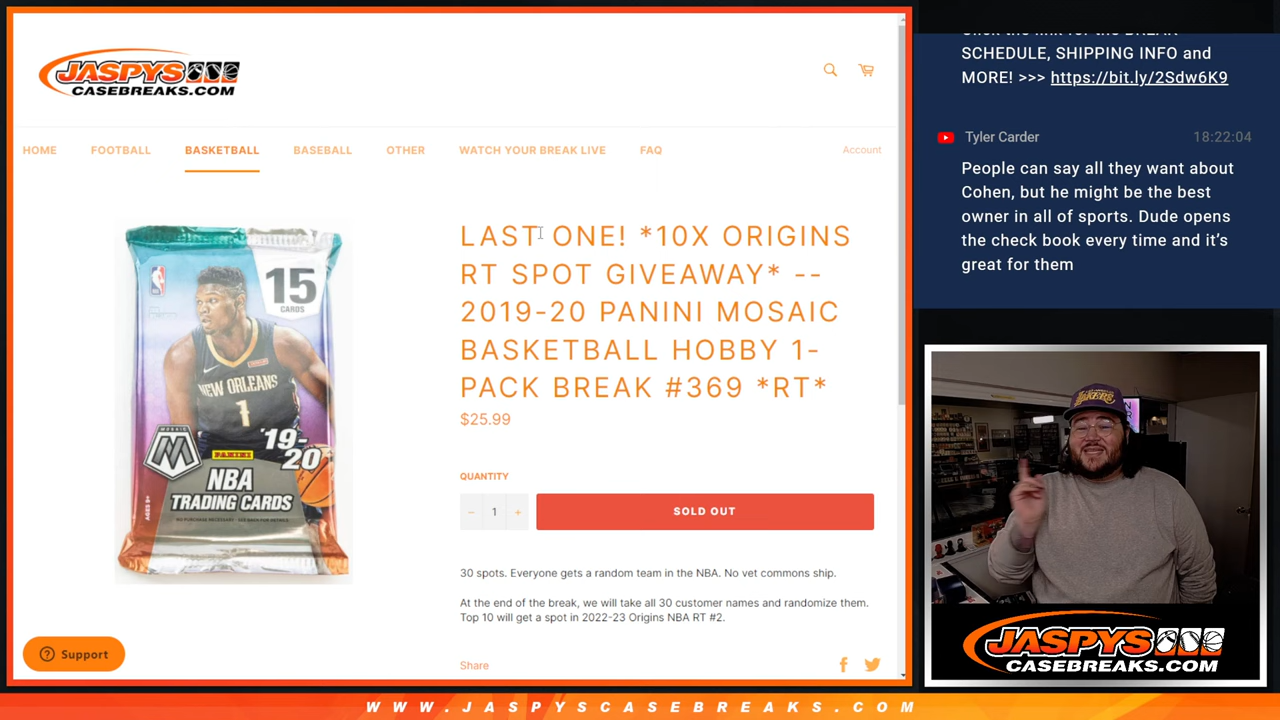 JASPYS
CASEBREAKS.COM
HOME
FOOTBALL
BASKETBALL
BASEBALL
OTHER
WATCH YOUR BREAK LIVE
FAQ
Account
15
CARDS
NEW ORLEANS
1
MOSAIC
PANINI
'19-
20
NBA
TRADING CARDS
AGES 9+
LAST ONE! *10X ORIGINS
RT SPOT GIVEAWAY* --
2019-20 PANINI MOSAIC
BASKETBALL HOBBY 1-
PACK BREAK #369 *RT*
$25.99
QUANTITY
− 1 +
SOLD OUT
30 spots. Everyone gets a random team in the NBA. No vet commons ship.
At the end of the break, we will take all 30 customer names and randomize them.
Top 10 will get a spot in 2022-23 Origins NBA RT #2.
Share
Support
SCHEDULE, SHIPPING INFO and
MORE! >>> https://bit.ly/2Sdw6K9
Tyler Carder 18:22:04
People can say all they want about
Cohen, but he might be the best
owner in all of sports. Dude opens
the check book every time and it's
great for them
JASPYS
CASEBREAKS.COM
WWW.JASPYSCASEBREAKS.COM